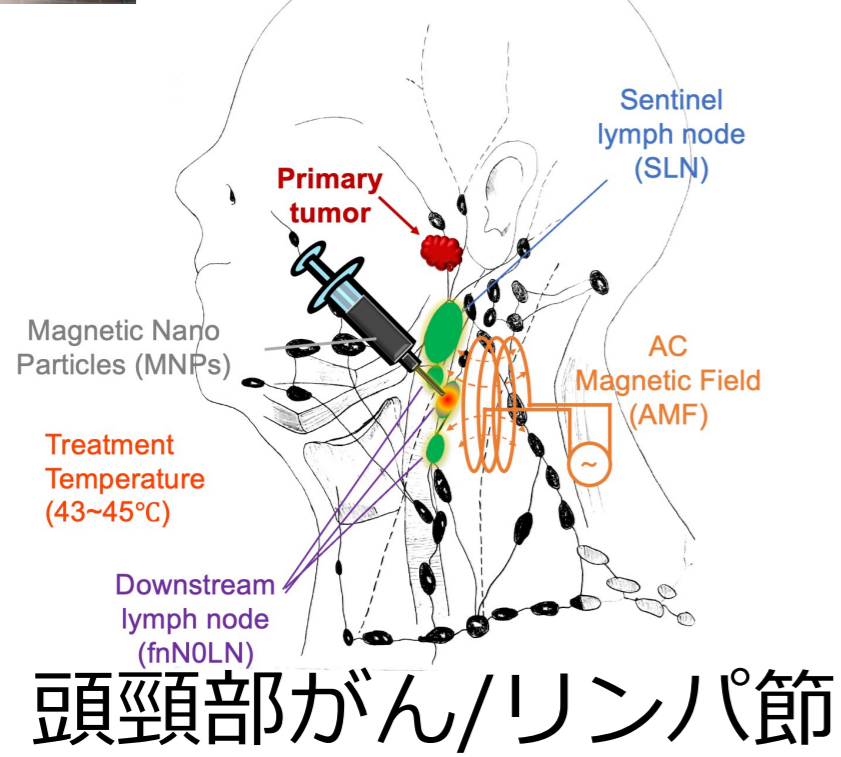 Sentinel
lymph node
(SLN)
Primary
tumor
Magnetic Nano
Particles (MNPs)
AC
Magnetic Field
(AMF)
~
Treatment
Temperature
(43~45℃)
Downstream
lymph node
(fnN0LN)
頭頸部がん/リンパ節